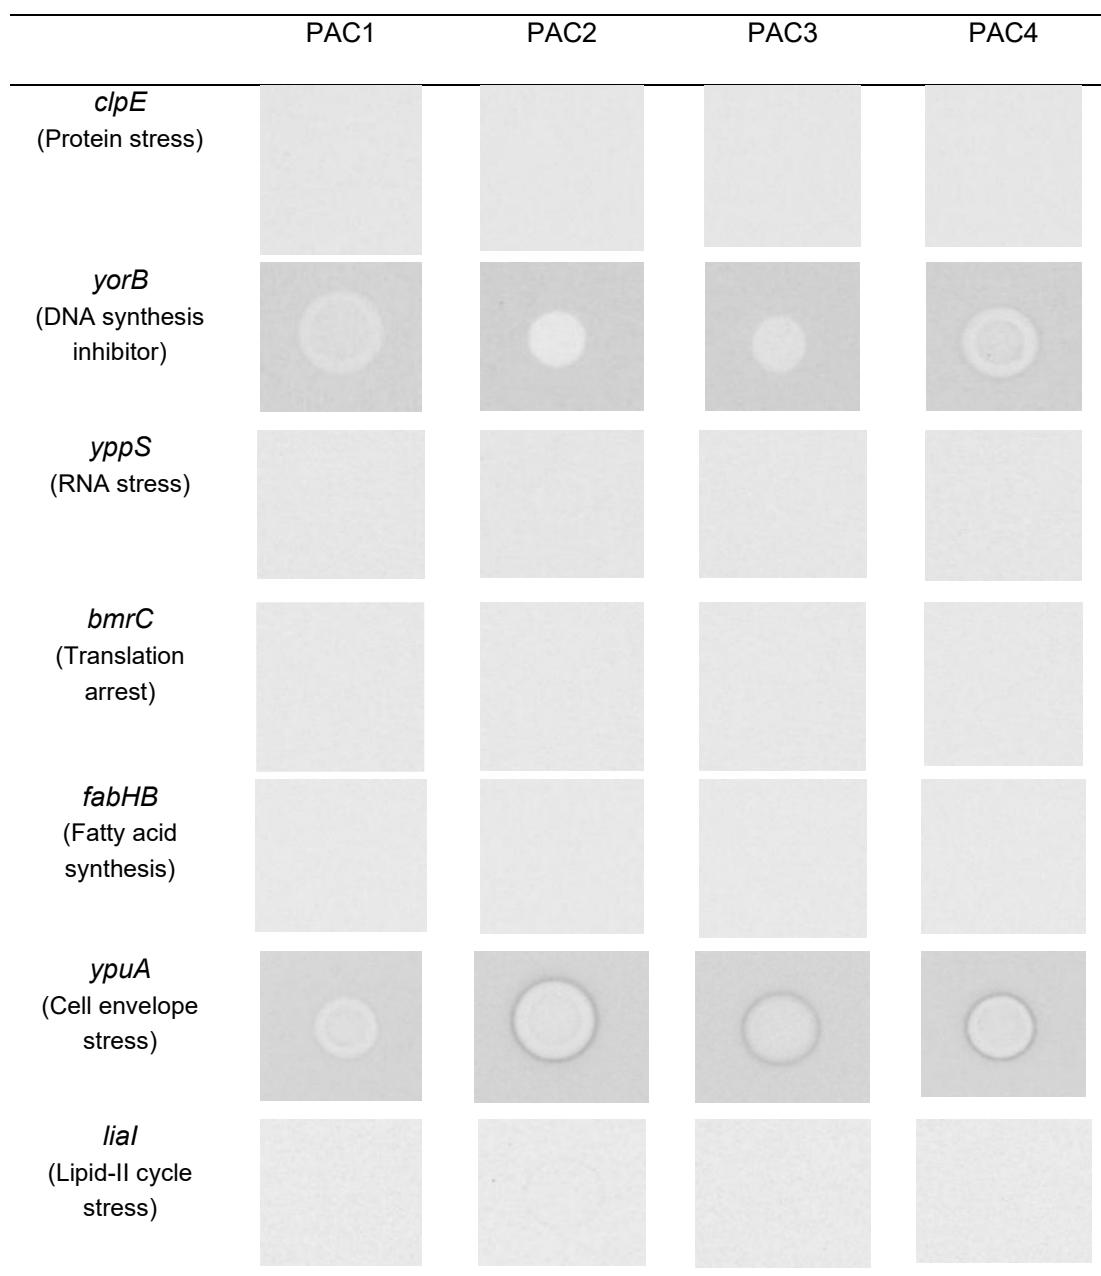 PAC1 PAC2 PAC3 PAC4
clpE
(Protein stress)
yorB
(DNA synthesis
inhibitor)
yppS
(RNA stress)
bmrC
(Translation
arrest)
fabHB
(Fatty acid
synthesis)
ypuA
(Cell envelope
stress)
liaI
(Lipid-II cycle
stress)